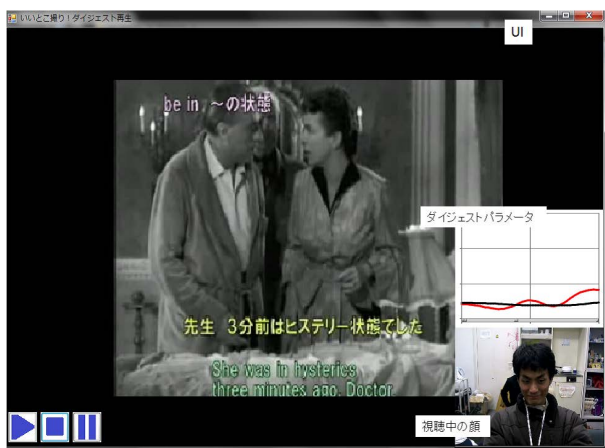 いいとこ撮り！ダイジェスト再生
UI
be in ～の状態
ダイジェストパラメータ
先生 3分前はヒステリー状態でした
She was in hysterics
three minutes ago, Doctor.
視聴中の顔